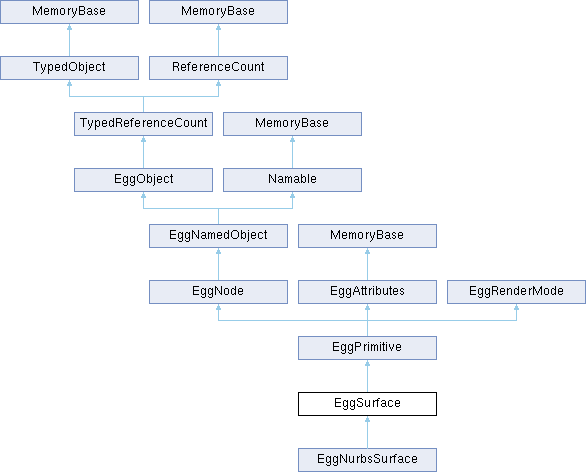 MemoryBase
MemoryBase
TypedObject
ReferenceCount
TypedReferenceCount
MemoryBase
EggObject
Namable
EggNamedObject
MemoryBase
EggNode
EggAttributes
EggRenderMode
EggPrimitive
EggSurface
EggNurbsSurface